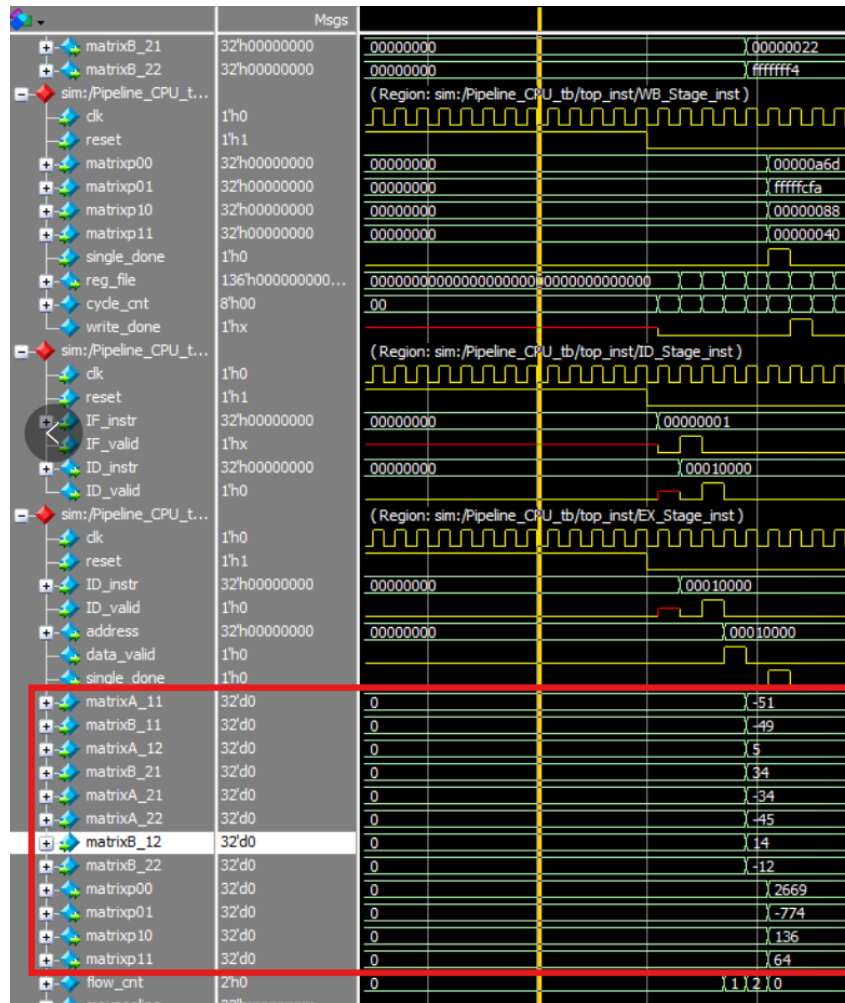 Msgs
matrixB_21 32'h00000000 00000000 00000022
matrixB_22 32'h00000000 00000000 fffffff4
sim:/Pipeline_CPU_t... (Region: sim:/Pipeline_CPU_tb/top_inst/WB_Stage_inst)
clk 1'h0
reset 1'h1
matrixp00 32'h00000000 00000000 00000a6d
matrixp01 32'h00000000 00000000 fffffcfa
matrixp10 32'h00000000 00000000 00000088
matrixp11 32'h00000000 00000000 00000040
single_done 1'h0
reg_file 136'h000000000... 0000000000000000000000000000000000
cycle_cnt 8'h00 00
write_done 1'hx
sim:/Pipeline_CPU_t... (Region: sim:/Pipeline_CPU_tb/top_inst/ID_Stage_inst)
clk 1'h0
reset 1'h1
IF_instr 32'h00000000 00000000 00000001
IF_valid 1'hx
ID_instr 32'h00000000 00000000 00010000
ID_valid 1'h0
sim:/Pipeline_CPU_t... (Region: sim:/Pipeline_CPU_tb/top_inst/EX_Stage_inst)
clk 1'h0
reset 1'h1
ID_instr 32'h00000000 00000000 00010000
ID_valid 1'h0
address 32'h00000000 00000000 00010000
data_valid 1'h0
single_done 1'h0
matrixA_11 32'd0 0 -51
matrixB_11 32'd0 0 -49
matrixA_12 32'd0 0 5
matrixB_21 32'd0 0 34
matrixA_21 32'd0 0 -34
matrixA_22 32'd0 0 -45
matrixB_12 32'd0 0 14
matrixB_22 32'd0 0 -12
matrixp00 32'd0 0 2669
matrixp01 32'd0 0 -774
matrixp10 32'd0 0 136
matrixp11 32'd0 0 64
flow_cnt 2'h0 0 1 2 0